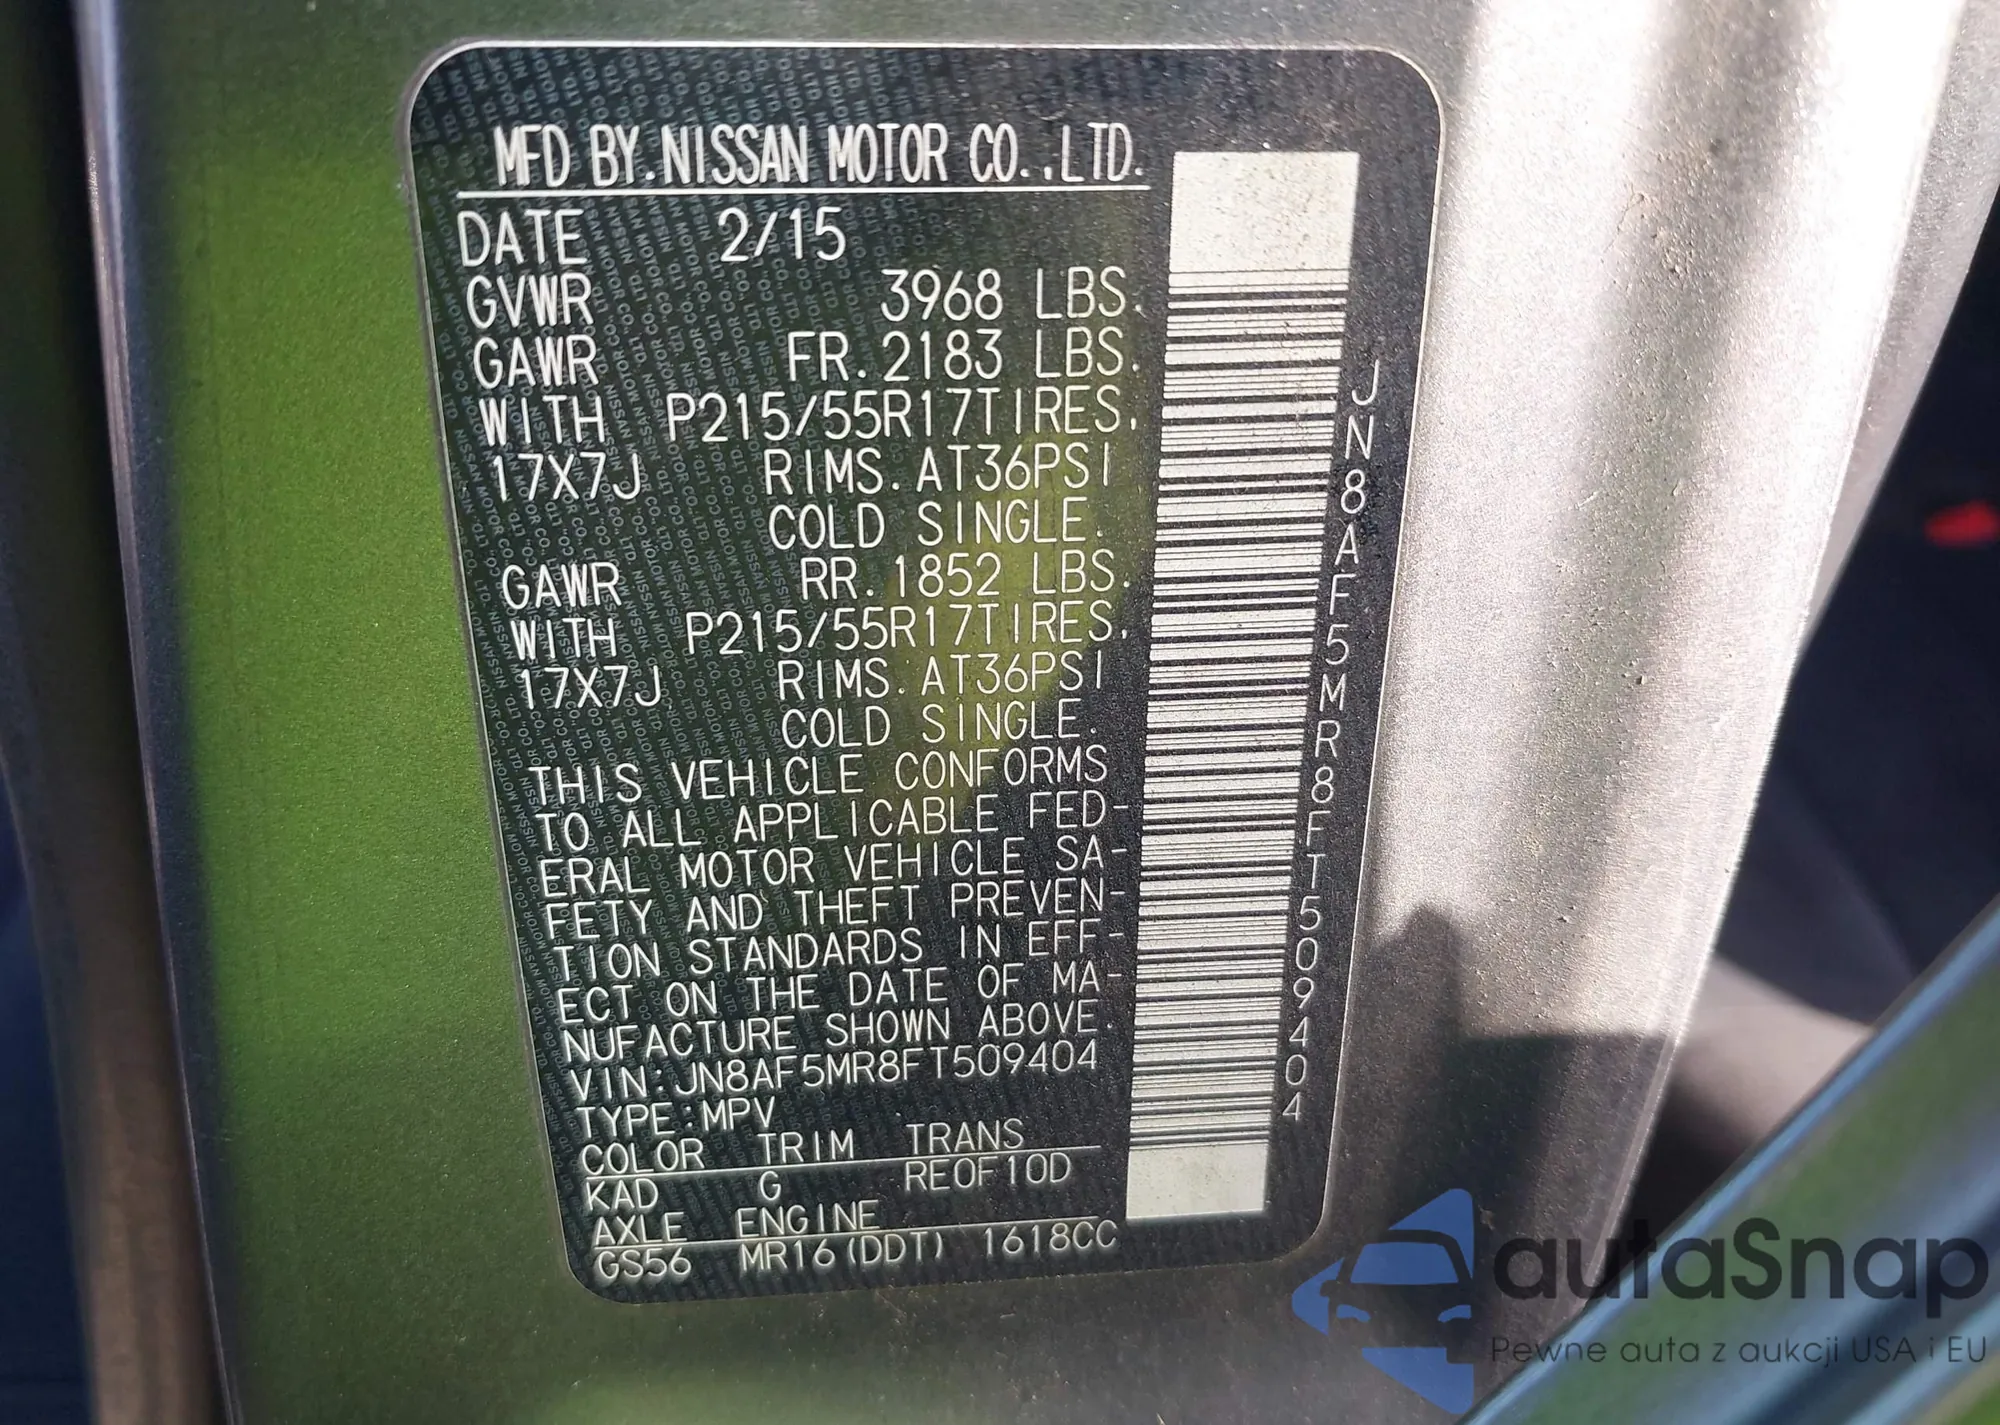 MFD BY.NISSAN MOTOR CO.,LTD.
DATE 2/15
GVWR 3968 LBS.
GAWR FR.2183 LBS.
WITH P215/55R17TIRES.
17X7J RIMS.AT36PSI
COLD SINGLE.
GAWR RR.1852 LBS.
WITH P215/55R17TIRES.
17X7J RIMS.AT36PSI
COLD SINGLE.
THIS VEHICLE CONFORMS
TO ALL APPLICABLE FED-
ERAL MOTOR VEHICLE SA-
FETY AND THEFT PREVEN-
TION STANDARDS IN EFF-
ECT ON THE DATE OF MA-
NUFACTURE SHOWN ABOVE.
VIN:JN8AF5MR8FT509404
TYPE:MPV
COLOR TRIM TRANS
KAD G RE0F10D
AXLE ENGINE
GS56 MR16(DDT) 1618CC
JN8AF5MR8FT509404
autaSnap
Pewne auta z aukcji USA i EU